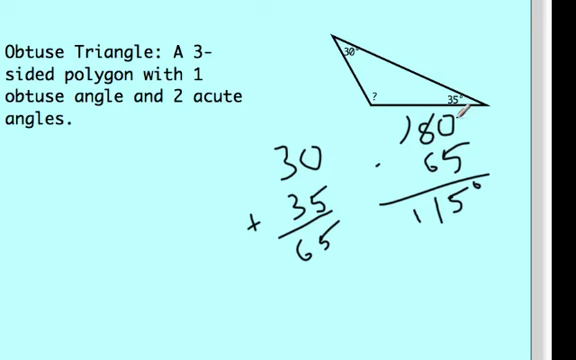 Obtuse Triangle: A 3-
sided polygon with 1
obtuse angle and 2 acute
angles.
30°
?
35°
180
- 65
115°
30
+ 35
65